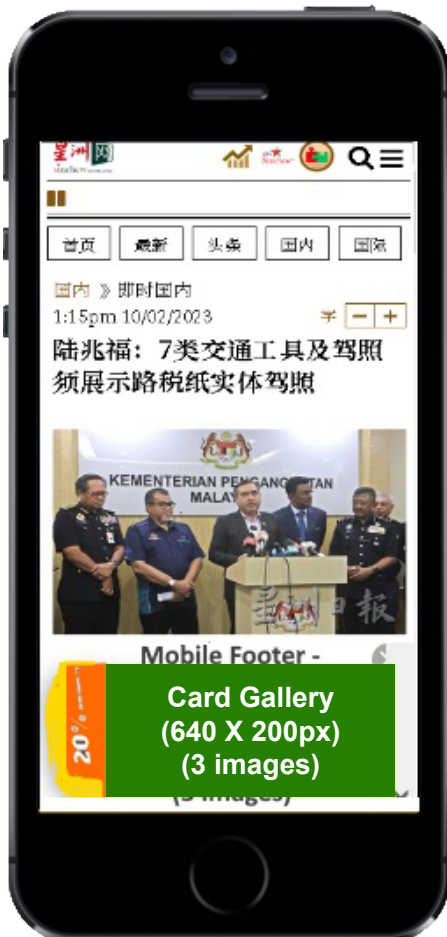 星洲网
首页 最新 头条 国内 国际
国内 》即时国内
1:15pm 10/02/2023 字 − +
陆兆福：7类交通工具及驾照
须展示路税纸实体驾照
KEMENTERIAN PENGANGKUTAN
星洲日報
Mobile Footer -
20%
Card Gallery
(640 X 200px)
(3 images)
(3 images)